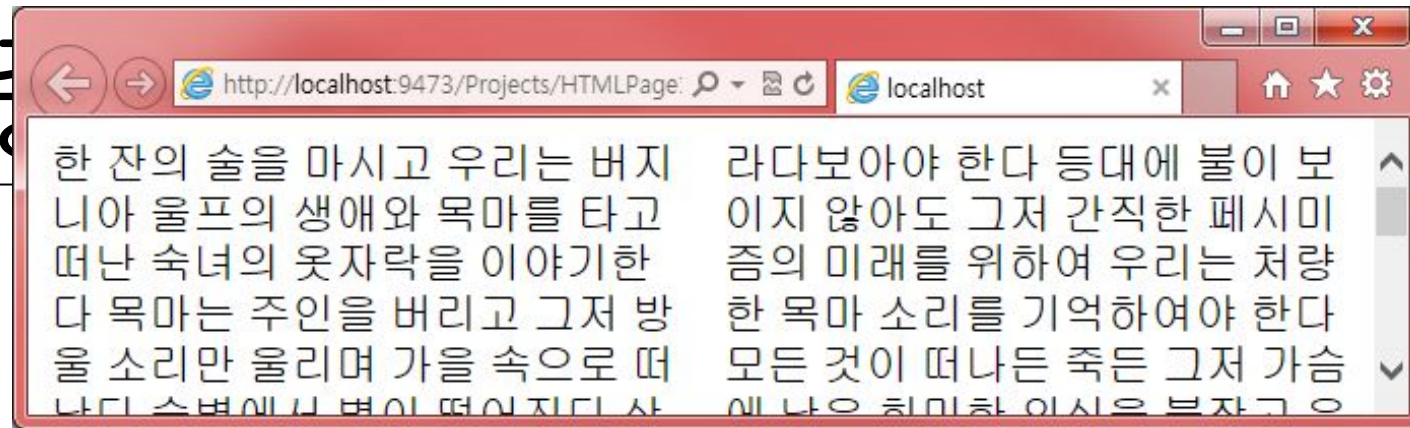 http://localhost:9473/Projects/HTMLPage:
localhost
한 잔의 술을 마시고 우리는 버지
니아 울프의 생애와 목마를 타고
떠난 숙녀의 옷자락을 이야기한
다 목마는 주인을 버리고 그저 방
울 소리만 울리며 가을 속으로 떠
라다보아야 한다 등대에 불이 보
이지 않아도 그저 간직한 페시미
즘의 미래를 위하여 우리는 처량
한 목마 소리를 기억하여야 한다
모든 것이 떠나든 죽든 그저 가슴